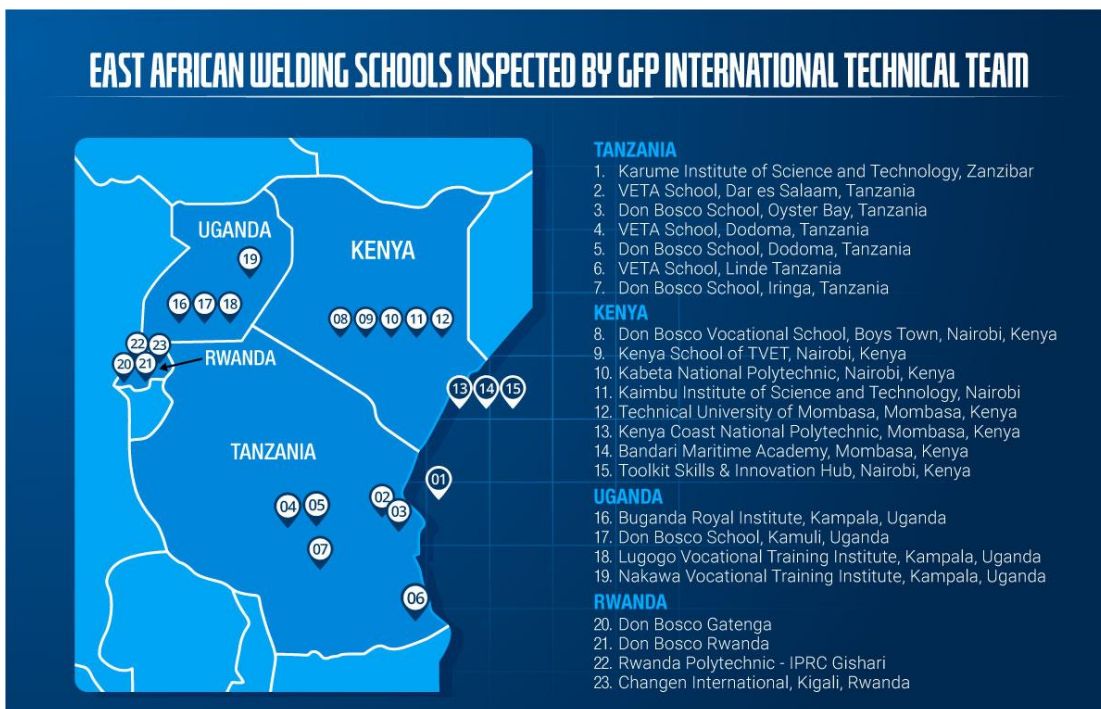 EAST AFRICAN WELDING SCHOOLS INSPECTED BY GFP INTERNATIONAL TECHNICAL TEAM
UGANDA
KENYA
19
16 17 18
08 09 10 11 12
22 23
20 21
RWANDA
13 14 15
TANZANIA
01
02
03
04 05
07
06
TANZANIA
1. Karume Institute of Science and Technology, Zanzibar
2. VETA School, Dar es Salaam, Tanzania
3. Don Bosco School, Oyster Bay, Tanzania
4. VETA School, Dodoma, Tanzania
5. Don Bosco School, Dodoma, Tanzania
6. VETA School, Linde Tanzania
7. Don Bosco School, Iringa, Tanzania
KENYA
8. Don Bosco Vocational School, Boys Town, Nairobi, Kenya
9. Kenya School of TVET, Nairobi, Kenya
10. Kabeta National Polytechnic, Nairobi, Kenya
11. Kaimbu Institute of Science and Technology, Nairobi
12. Technical University of Mombasa, Mombasa, Kenya
13. Kenya Coast National Polytechnic, Mombasa, Kenya
14. Bandari Maritime Academy, Mombasa, Kenya
15. Toolkit Skills & Innovation Hub, Nairobi, Kenya
UGANDA
16. Buganda Royal Institute, Kampala, Uganda
17. Don Bosco School, Kamuli, Uganda
18. Lugogo Vocational Training Institute, Kampala, Uganda
19. Nakawa Vocational Training Institute, Kampala, Uganda
RWANDA
20. Don Bosco Gatenga
21. Don Bosco Rwanda
22. Rwanda Polytechnic - IPRC Gishari
23. Changen International, Kigali, Rwanda